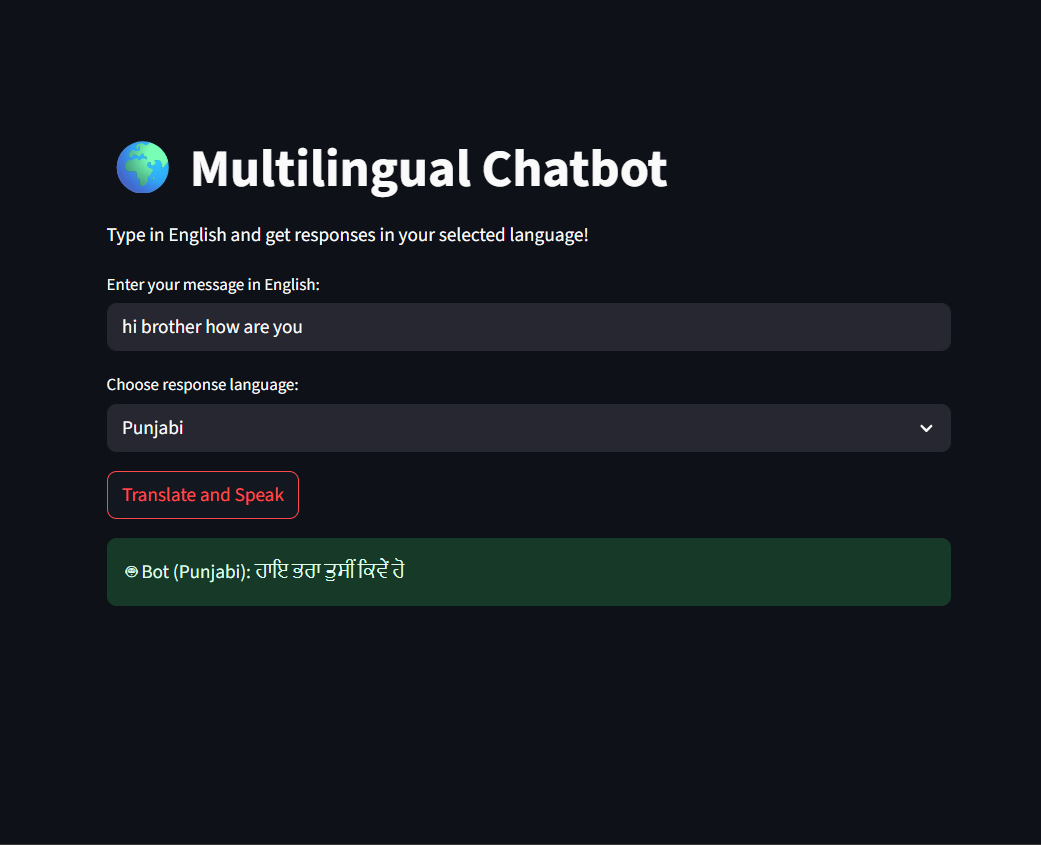 Multilingual Chatbot
Type in English and get responses in your selected language!
Enter your message in English:
hi brother how are you
Choose response language:
Punjabi
Translate and Speak
Bot (Punjabi): ਹਾਇ ਭਰਾ ਤੁਸੀਂ ਕਿਵੇਂ ਹੋ